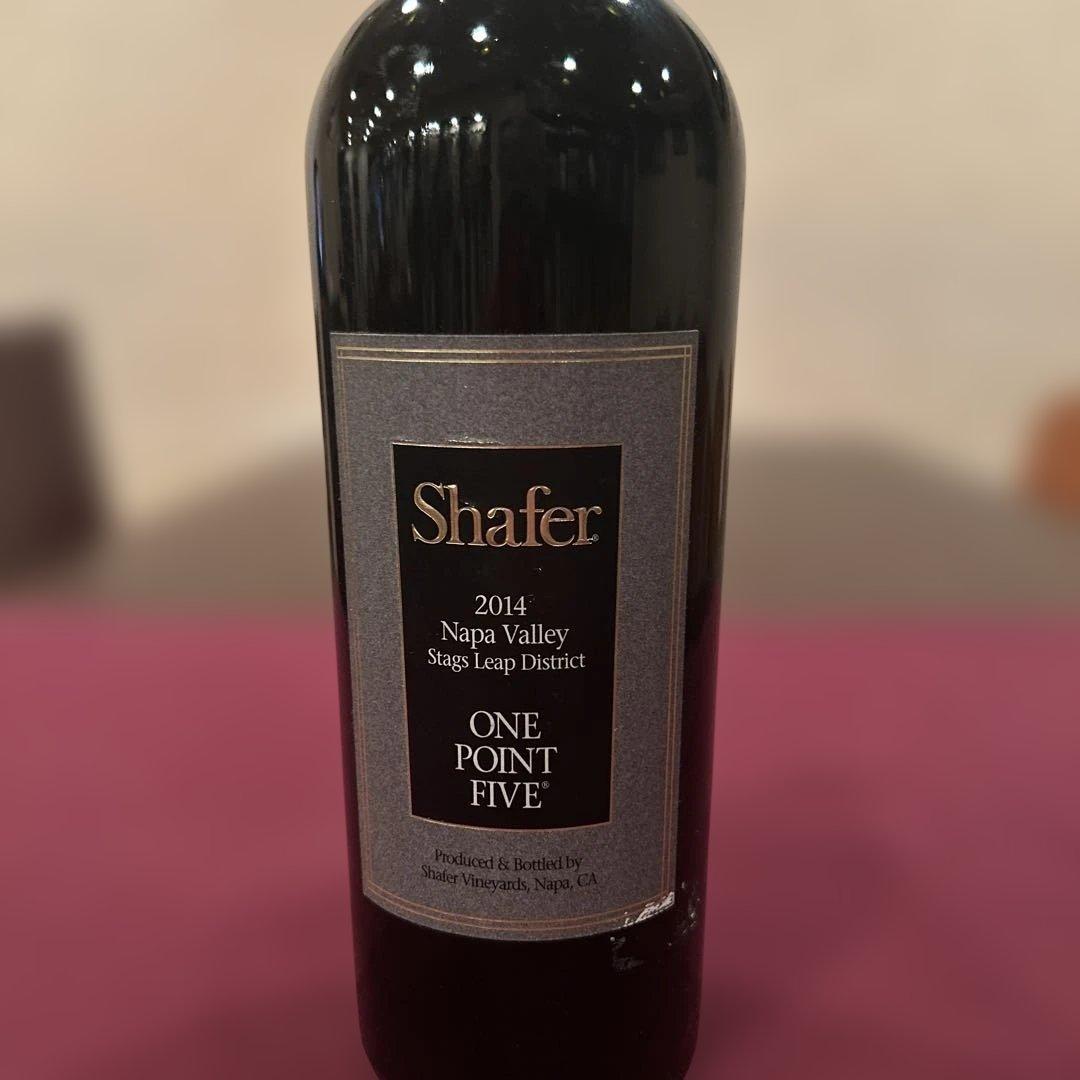 Shafer®
2014
Napa Valley
Stags Leap District
ONE
POINT
FIVE®
Produced & Bottled by
Shafer Vineyards, Napa, CA